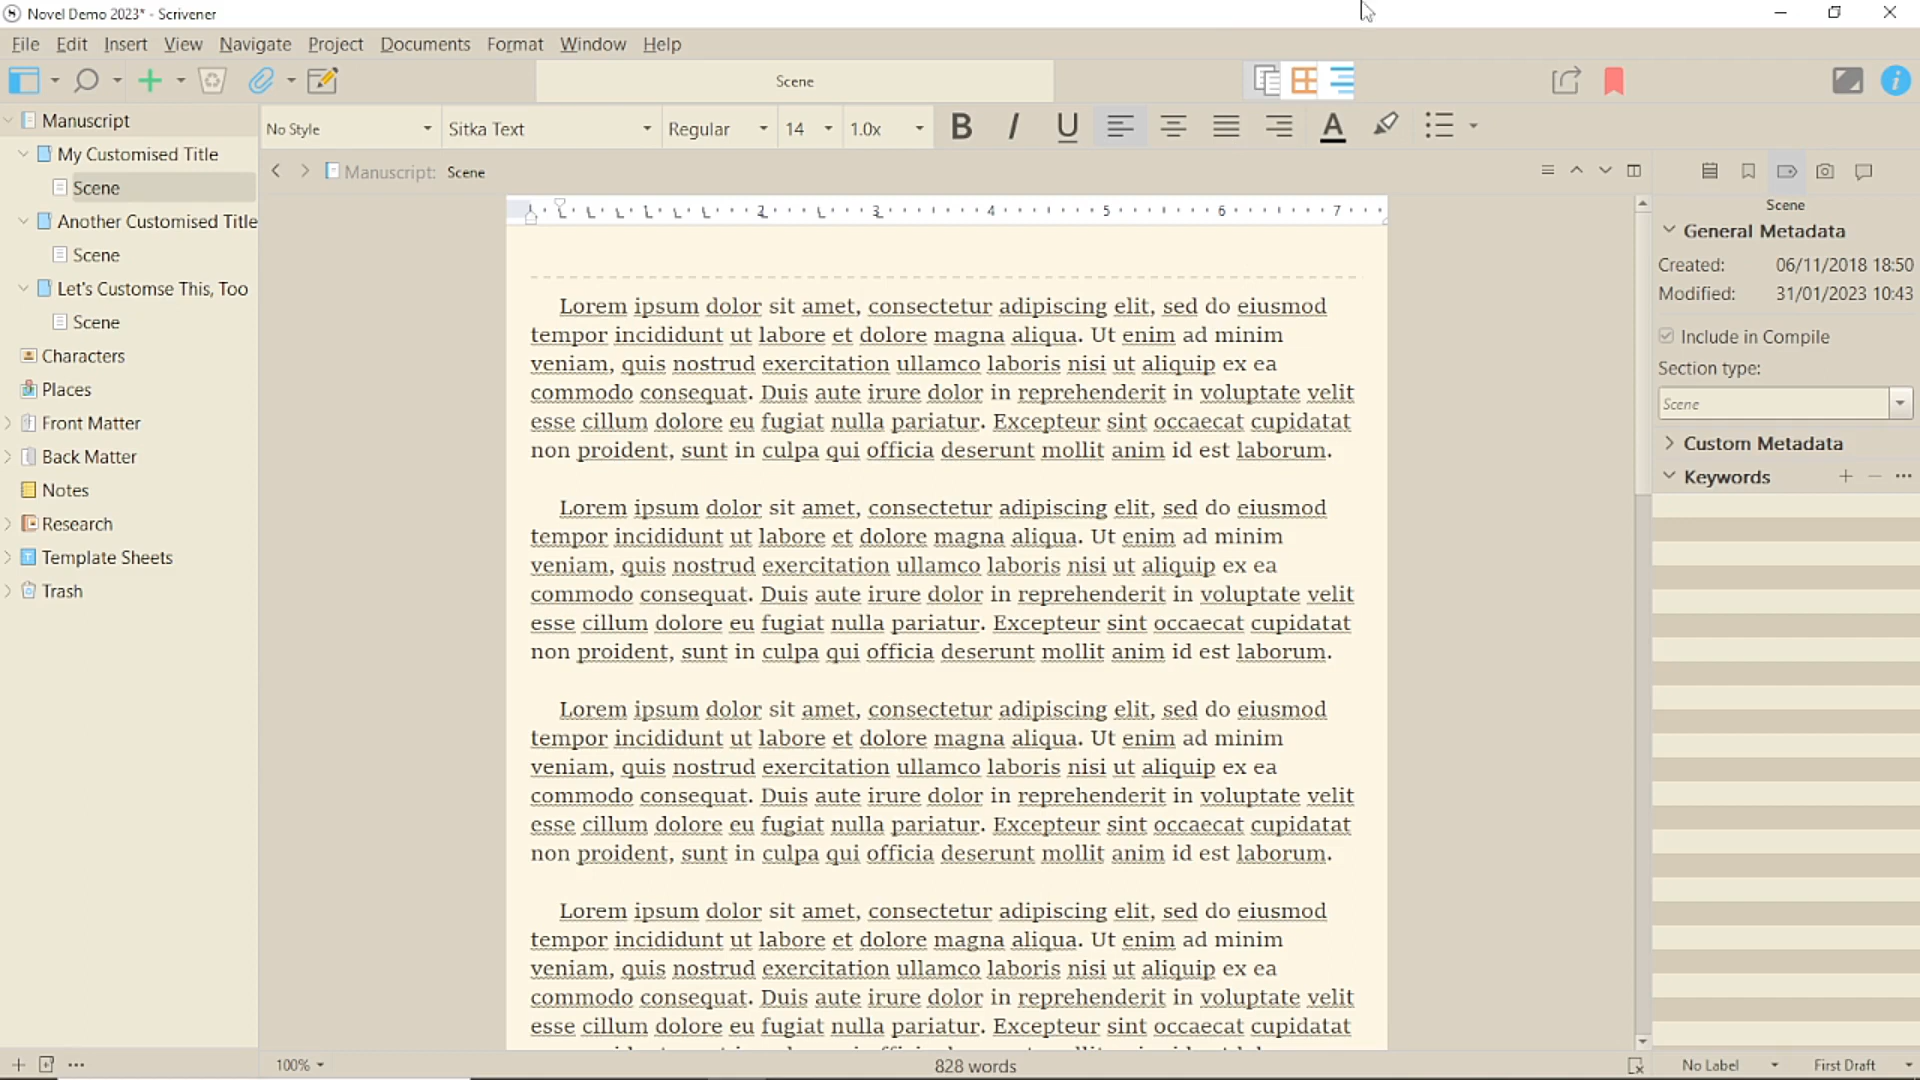 Novel Demo 2023* - Scrivener
File Edit Insert View Navigate Project Documents Format Window Help
Scene
No Style Sitka Text Regular 14 1.0x B I U A
Manuscript: Scene
Manuscript
My Customised Title
Scene
Another Customised Title
Scene
Let's Customse This, Too
Scene
Characters
Places
Front Matter
Back Matter
Notes
Research
Template Sheets
Trash
1 2 3 4 5 6 7
Lorem ipsum dolor sit amet, consectetur adipiscing elit, sed do eiusmod
tempor incididunt ut labore et dolore magna aliqua. Ut enim ad minim
veniam, quis nostrud exercitation ullamco laboris nisi ut aliquip ex ea
commodo consequat. Duis aute irure dolor in reprehenderit in voluptate velit
esse cillum dolore eu fugiat nulla pariatur. Excepteur sint occaecat cupidatat
non proident, sunt in culpa qui officia deserunt mollit anim id est laborum.
Lorem ipsum dolor sit amet, consectetur adipiscing elit, sed do eiusmod
tempor incididunt ut labore et dolore magna aliqua. Ut enim ad minim
veniam, quis nostrud exercitation ullamco laboris nisi ut aliquip ex ea
commodo consequat. Duis aute irure dolor in reprehenderit in voluptate velit
esse cillum dolore eu fugiat nulla pariatur. Excepteur sint occaecat cupidatat
non proident, sunt in culpa qui officia deserunt mollit anim id est laborum.
Lorem ipsum dolor sit amet, consectetur adipiscing elit, sed do eiusmod
tempor incididunt ut labore et dolore magna aliqua. Ut enim ad minim
veniam, quis nostrud exercitation ullamco laboris nisi ut aliquip ex ea
commodo consequat. Duis aute irure dolor in reprehenderit in voluptate velit
esse cillum dolore eu fugiat nulla pariatur. Excepteur sint occaecat cupidatat
non proident, sunt in culpa qui officia deserunt mollit anim id est laborum.
Lorem ipsum dolor sit amet, consectetur adipiscing elit, sed do eiusmod
tempor incididunt ut labore et dolore magna aliqua. Ut enim ad minim
veniam, quis nostrud exercitation ullamco laboris nisi ut aliquip ex ea
commodo consequat. Duis aute irure dolor in reprehenderit in voluptate velit
esse cillum dolore eu fugiat nulla pariatur. Excepteur sint occaecat cupidatat
Scene
General Metadata
Created: 06/11/2018 18:50
Modified: 31/01/2023 10:43
Include in Compile
Section type:
Scene
Custom Metadata
Keywords
100% 828 words No Label First Draft